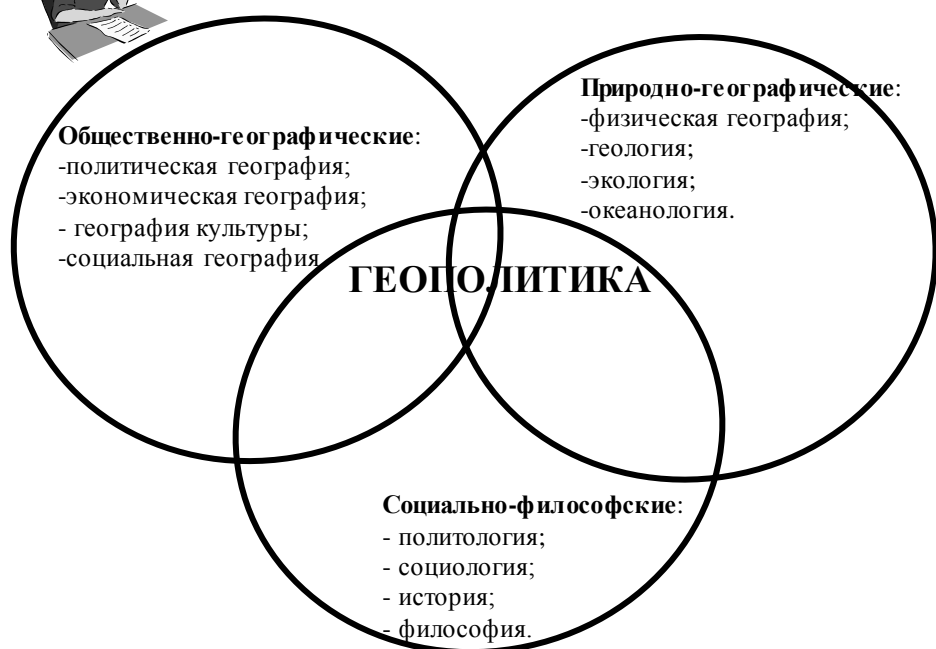 Общественно-географические:
-политическая география;
-экономическая география;
- география культуры;
-социальная география.
Природно-географические:
-физическая география;
-геология;
-экология;
-океанология.
ГЕОПОЛИТИКА
Социально-философские:
- политология;
- социология;
- история;
- философия.